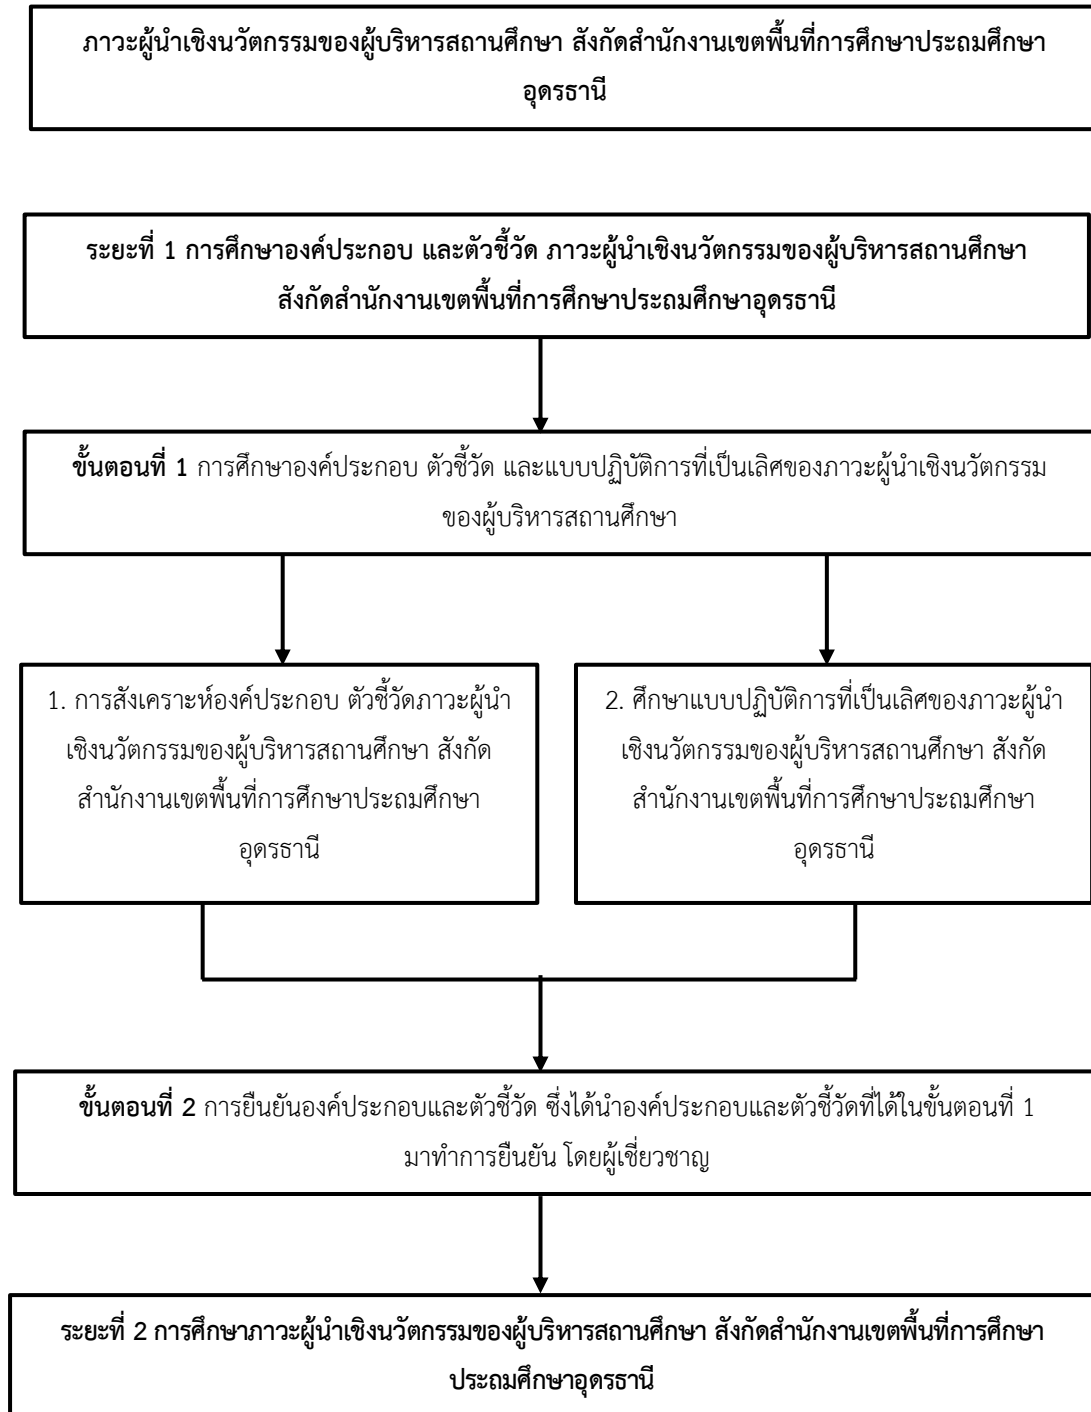 ภาวะผู้นำเชิงนวัตกรรมของผู้บริหารสถานศึกษา สังกัดสำนักงานเขตพื้นที่การศึกษาประถมศึกษา
อุดรธานี
ระยะที่ 1 การศึกษาองค์ประกอบ และตัวชี้วัด ภาวะผู้นำเชิงนวัตกรรมของผู้บริหารสถานศึกษา
สังกัดสำนักงานเขตพื้นที่การศึกษาประถมศึกษาอุดรธานี
ขั้นตอนที่ 1 การศึกษาองค์ประกอบ ตัวชี้วัด และแบบปฏิบัติการที่เป็นเลิศของภาวะผู้นำเชิงนวัตกรรม
ของผู้บริหารสถานศึกษา
1. การสังเคราะห์องค์ประกอบ ตัวชี้วัดภาวะผู้นำ
เชิงนวัตกรรมของผู้บริหารสถานศึกษา สังกัด
สำนักงานเขตพื้นที่การศึกษาประถมศึกษา
อุดรธานี
2. ศึกษาแบบปฏิบัติการที่เป็นเลิศของภาวะผู้นำ
เชิงนวัตกรรมของผู้บริหารสถานศึกษา สังกัด
สำนักงานเขตพื้นที่การศึกษาประถมศึกษา
อุดรธานี
ขั้นตอนที่ 2 การยืนยันองค์ประกอบและตัวชี้วัด ซึ่งได้นำองค์ประกอบและตัวชี้วัดที่ได้ในขั้นตอนที่ 1
มาทำการยืนยัน โดยผู้เชี่ยวชาญ
ระยะที่ 2 การศึกษาภาวะผู้นำเชิงนวัตกรรมของผู้บริหารสถานศึกษา สังกัดสำนักงานเขตพื้นที่การศึกษา
ประถมศึกษาอุดรธานี